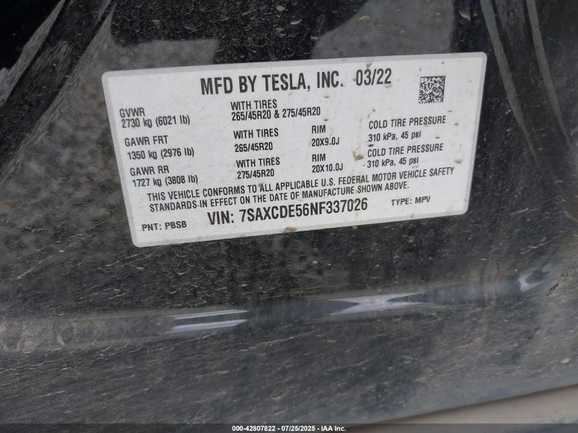 MFD BY TESLA, INC. 03/22
GVWR
2730 kg (6021 lb)
WITH TIRES
265/45R20 & 275/45R20
GAWR FRT
1350 kg (2976 lb)
WITH TIRES
265/45R20
RIM
20X9.0J
COLD TIRE PRESSURE
310 kPa, 45 psi
GAWR RR
1727 kg (3808 lb)
WITH TIRES
275/45R20
RIM
20X10.0J
COLD TIRE PRESSURE
310 kPa, 45 psi
THIS VEHICLE CONFORMS TO ALL APPLICABLE U.S. FEDERAL MOTOR VEHICLE SAFETY
STANDARDS IN EFFECT ON THE DATE OF MANUFACTURE SHOWN ABOVE.
VIN: 7SAXCDE56NF337026
PNT: PBSB
TYPE: MPV
000-42807822 - 07/25/2025 - IAA Inc.